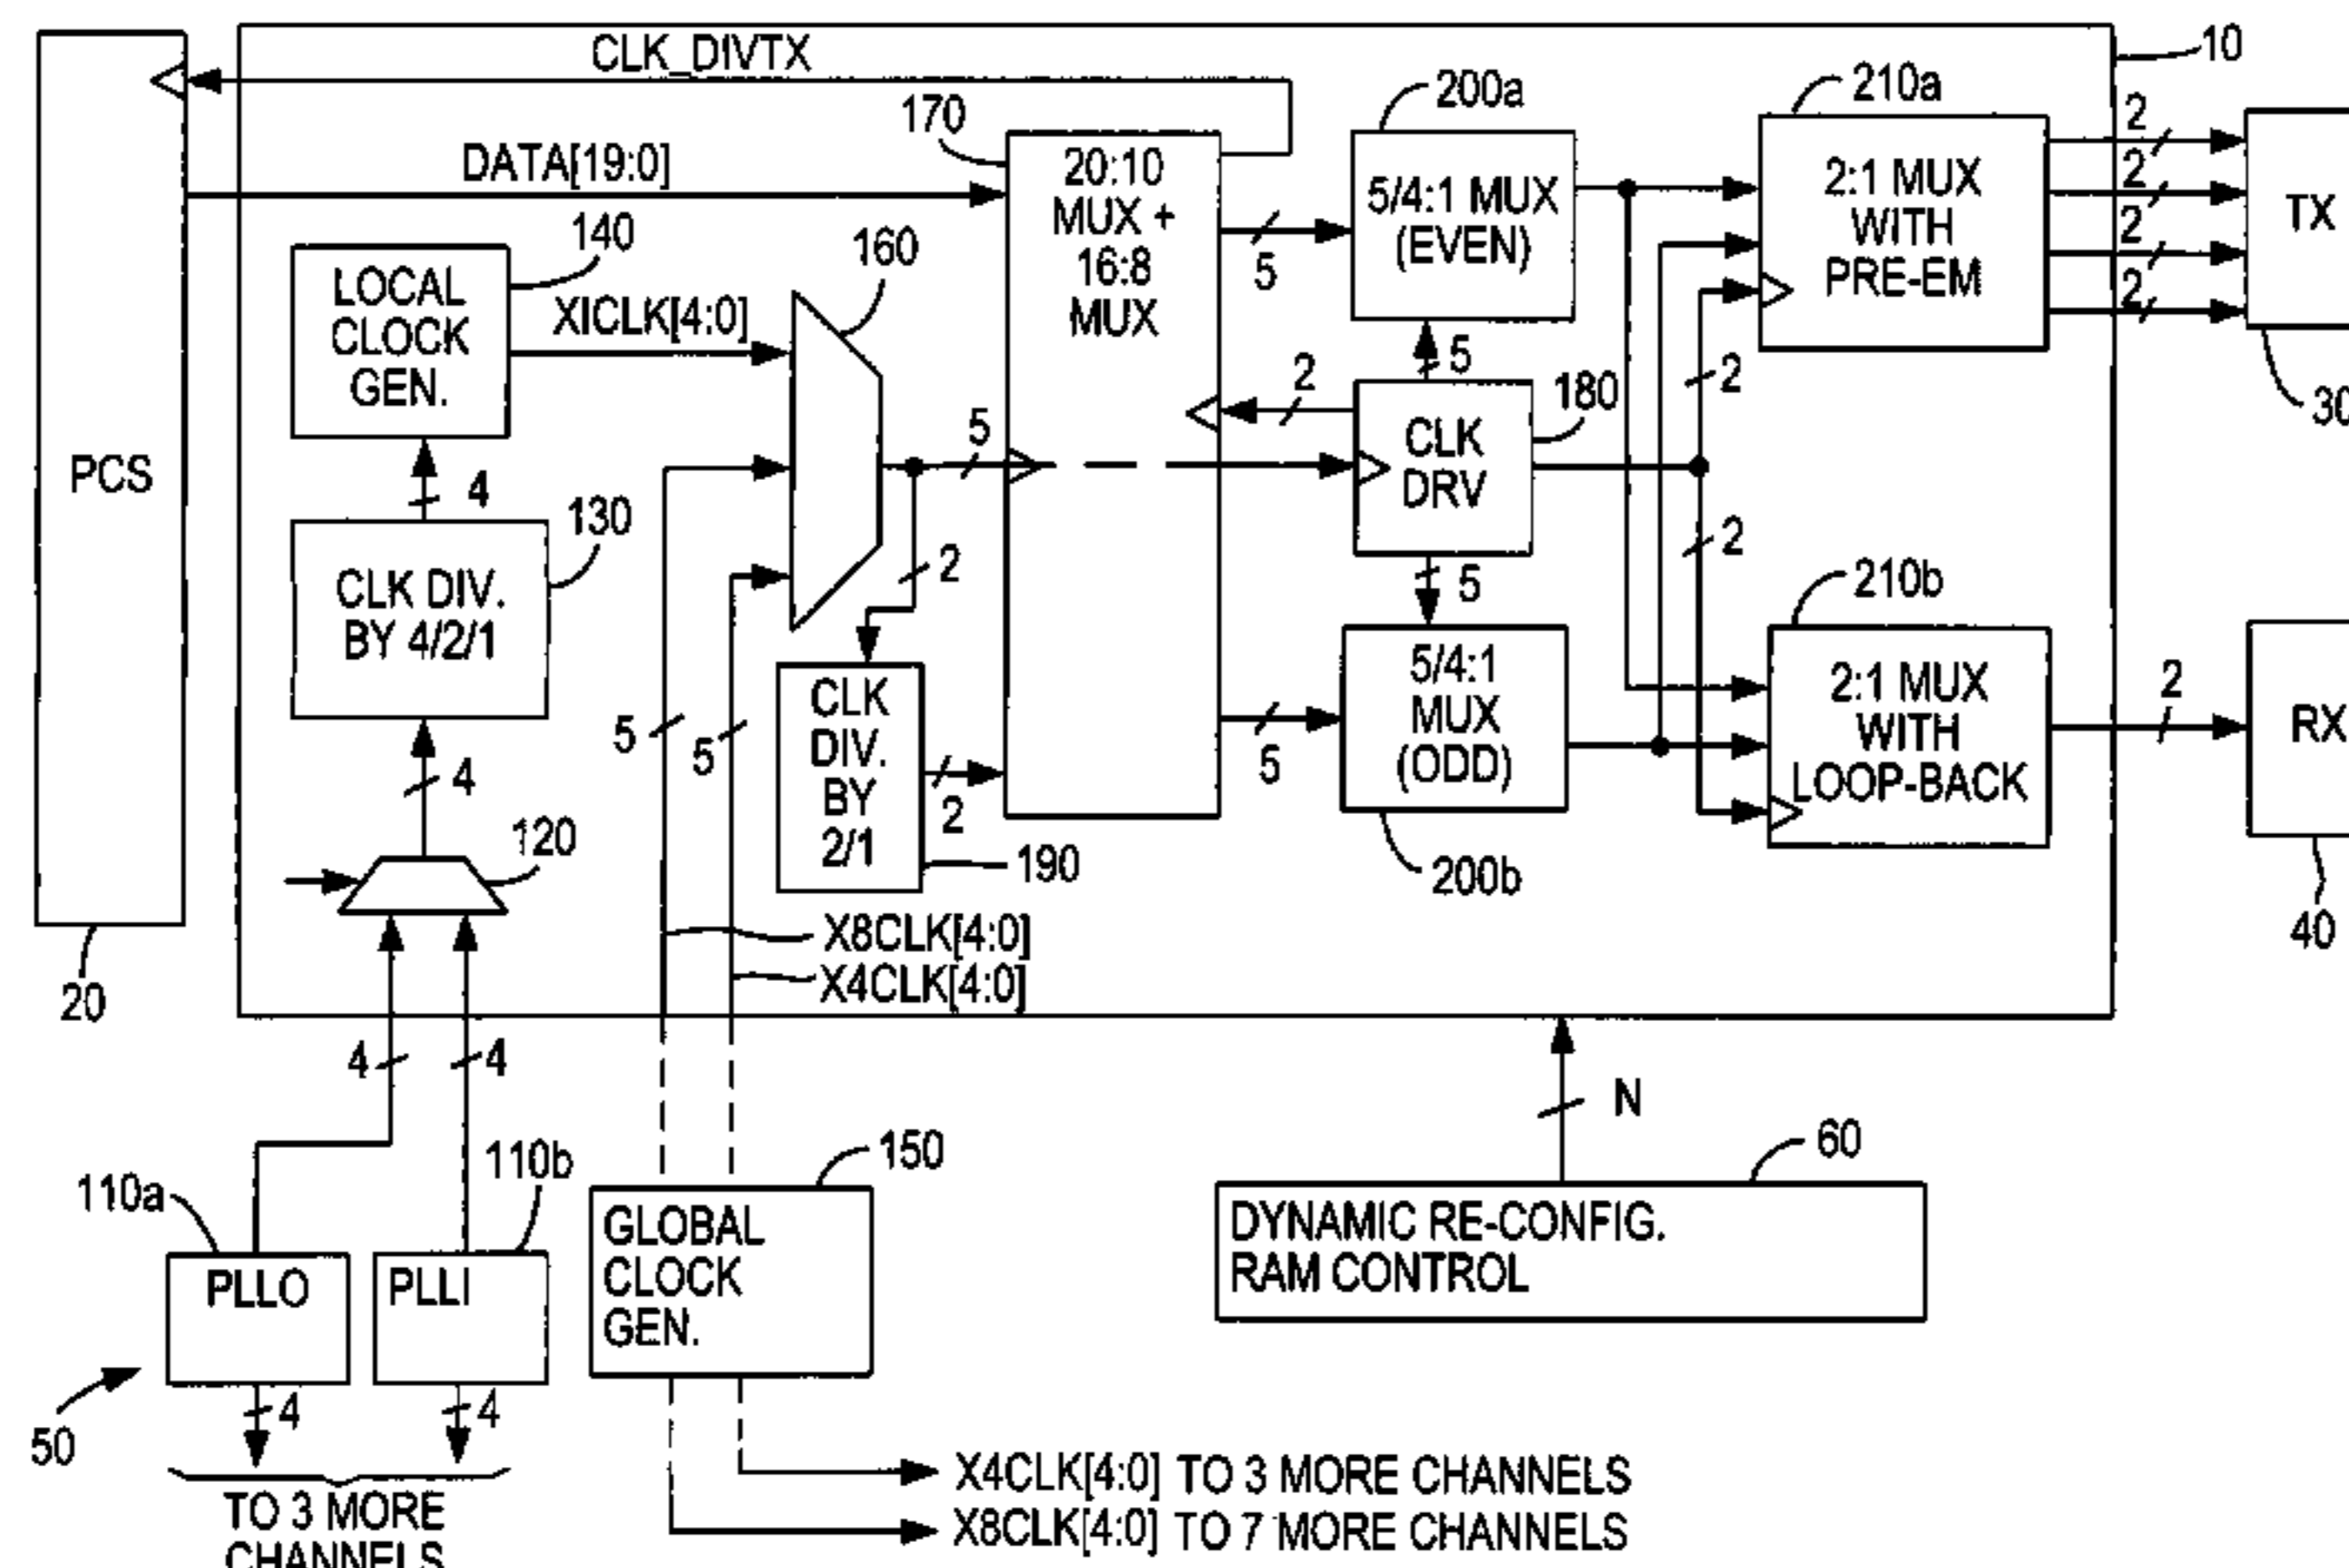 CLK_DIVTX
10
200a
210a
170
2
DATA[19:0]
20:10
MUX +
16:8
MUX
5/4:1 MUX
(EVEN)
2:1 MUX
WITH
PRE-EM
2
2
2
TX
140
160
5
LOCAL
CLOCK
GEN.
XICLK[4:0]
5
2
180
2
30
PCS
5
CLK
DRV
4
130
2
2
5
210b
CLK DIV.
BY 4/2/1
5/4:1
MUX
(ODD)
2:1 MUX
WITH
LOOP-BACK
2
RX
CLK
DIV.
BY
2/1
5
5
5
4
2
120
190
200b
40
X8CLK[4:0]
X4CLK[4:0]
20
4
4
N
150
60
110a
110b
GLOBAL
CLOCK
GEN.
DYNAMIC RE-CONFIG.
RAM CONTROL
PLLO
PLLI
4
4
50
X4CLK[4:0] TO 3 MORE CHANNELS
X8CLK[4:0] TO 7 MORE CHANNELS
TO 3 MORE
CHANNELS